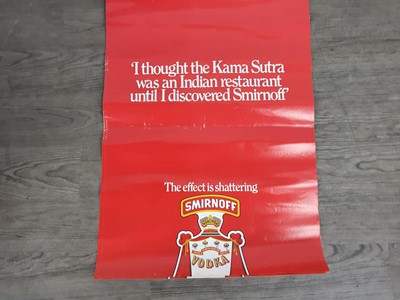 'I thought the Kama Sutra
was an Indian restaurant
until I discovered Smirnoff'
The effect is shattering
SMIRNOFF
VODKA